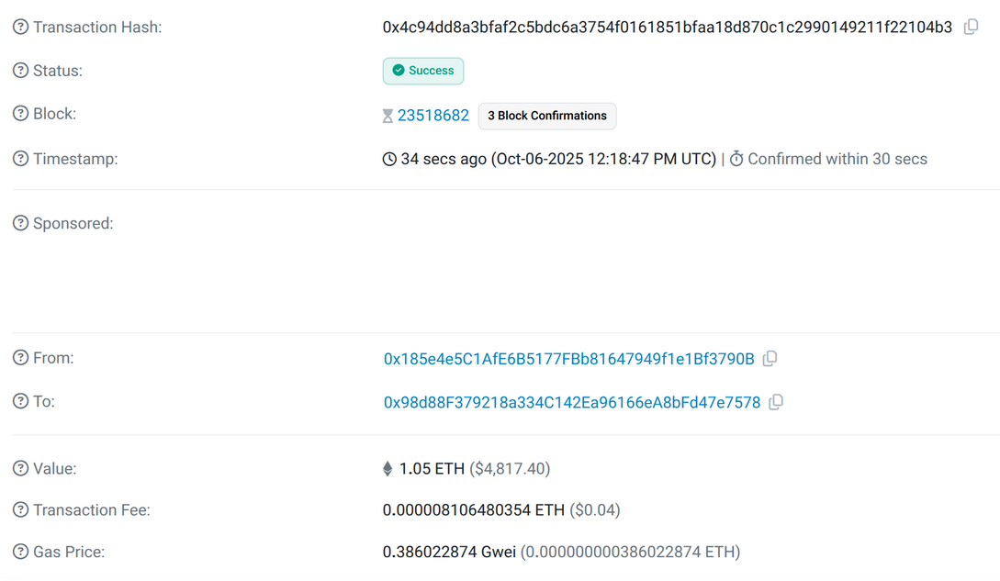 Transaction Hash: 0x4c94dd8a3bfaf2c5bdc6a3754f0161851bfaa18d870c1c2990149211f22104b3
Status: Success
Block: 23518682 3 Block Confirmations
Timestamp: 34 secs ago (Oct-06-2025 12:18:47 PM UTC) | Confirmed within 30 secs
Sponsored:
From: 0x185e4e5C1AfE6B5177FBb81647949f1e1Bf3790B
To: 0x98d88F379218a334C142Ea96166eA8bFd47e7578
Value: 1.05 ETH ($4,817.40)
Transaction Fee: 0.000008106480354 ETH ($0.04)
Gas Price: 0.386022874 Gwei (0.000000000386022874 ETH)